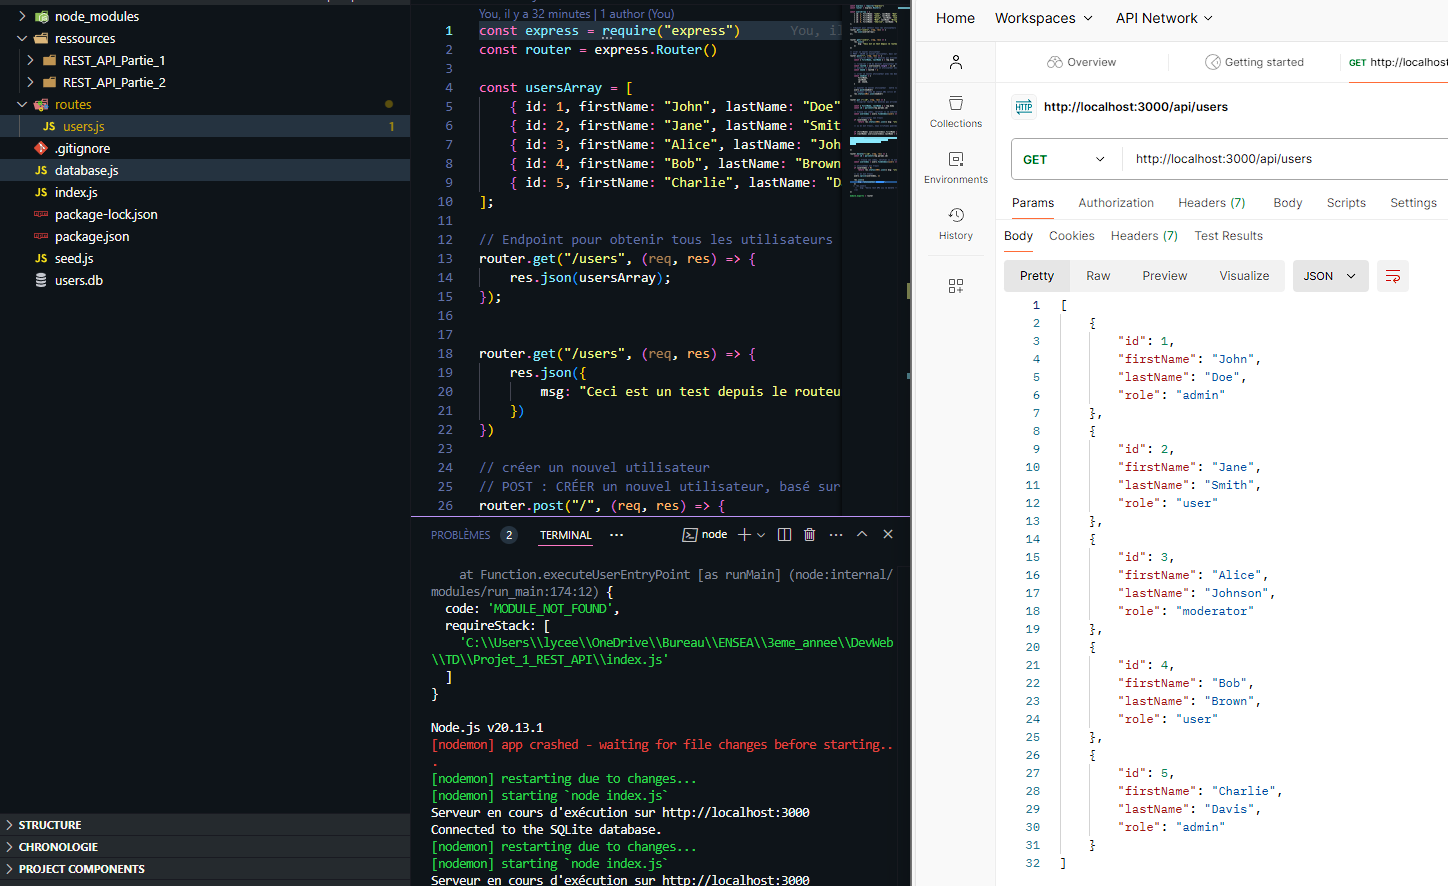 node_modules
ressources
REST_API_Partie_1
REST_API_Partie_2
routes
JS users.js 1
.gitignore
JS database.js
JS index.js
package-lock.json
package.json
JS seed.js
users.db
STRUCTURE
CHRONOLOGIE
PROJECT COMPONENTS
You, il y a 32 minutes | 1 author (You)
1 const express = require("express") You, il
2 const router = express.Router()
3
4 const usersArray = [
5 { id: 1, firstName: "John", lastName: "Doe"
6 { id: 2, firstName: "Jane", lastName: "Smit
7 { id: 3, firstName: "Alice", lastName: "Joh
8 { id: 4, firstName: "Bob", lastName: "Brown
9 { id: 5, firstName: "Charlie", lastName: "D
10 ];
11
12 // Endpoint pour obtenir tous les utilisateurs
13 router.get("/users", (req, res) => {
14 res.json(usersArray);
15 });
16
17
18 router.get("/users", (req, res) => {
19 res.json({
20 msg: "Ceci est un test depuis le routeu
21 })
22 })
23
24 // créer un nouvel utilisateur
25 // POST : CRÉER un nouvel utilisateur, basé sur
26 router.post("/", (req, res) => {
PROBLÈMES 2 TERMINAL ··· node
at Function.executeUserEntryPoint [as runMain] (node:internal/
modules/run_main:174:12) {
code: 'MODULE_NOT_FOUND',
requireStack: [
'C:\\Users\\lycee\\OneDrive\\Bureau\\ENSEA\\3eme_annee\\DevWeb
\\TD\\Projet_1_REST_API\\index.js'
]
}
Node.js v20.13.1
[nodemon] app crashed - waiting for file changes before starting..
.
[nodemon] restarting due to changes...
[nodemon] starting `node index.js`
Serveur en cours d'exécution sur http://localhost:3000
Connected to the SQLite database.
[nodemon] restarting due to changes...
[nodemon] starting `node index.js`
Serveur en cours d'exécution sur http://localhost:3000
Home Workspaces API Network
Overview Getting started GET http://localhost
Collections
Environments
History
HTTP http://localhost:3000/api/users
GET http://localhost:3000/api/users
Params Authorization Headers (7) Body Scripts Settings
Body Cookies Headers (7) Test Results
Pretty Raw Preview Visualize JSON
1 [
2 {
3 "id": 1,
4 "firstName": "John",
5 "lastName": "Doe",
6 "role": "admin"
7 },
8 {
9 "id": 2,
10 "firstName": "Jane",
11 "lastName": "Smith",
12 "role": "user"
13 },
14 {
15 "id": 3,
16 "firstName": "Alice",
17 "lastName": "Johnson",
18 "role": "moderator"
19 },
20 {
21 "id": 4,
22 "firstName": "Bob",
23 "lastName": "Brown",
24 "role": "user"
25 },
26 {
27 "id": 5,
28 "firstName": "Charlie",
29 "lastName": "Davis",
30 "role": "admin"
31 }
32 ]